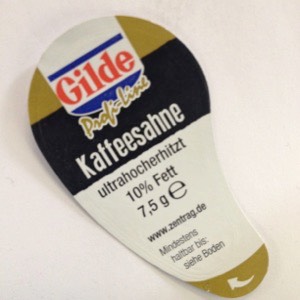 Gilde
Profi-Line
Kaffeesahne
ultrahocherhitzt
10% Fett
7,5 g ℮
www.zentrag.de
Mindestens
haltbar bis:
siehe Boden